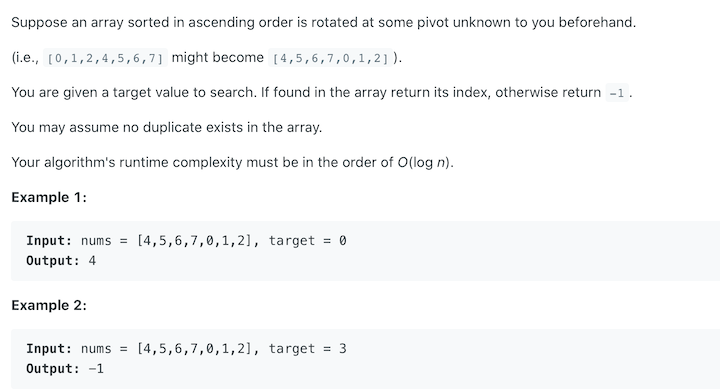 Suppose an array sorted in ascending order is rotated at some pivot unknown to you beforehand.
(i.e., [0,1,2,4,5,6,7] might become [4,5,6,7,0,1,2]).
You are given a target value to search. If found in the array return its index, otherwise return -1.
You may assume no duplicate exists in the array.
Your algorithm's runtime complexity must be in the order of O(log n).
Example 1:
Input: nums = [4,5,6,7,0,1,2], target = 0
Output: 4
Example 2:
Input: nums = [4,5,6,7,0,1,2], target = 3
Output: -1